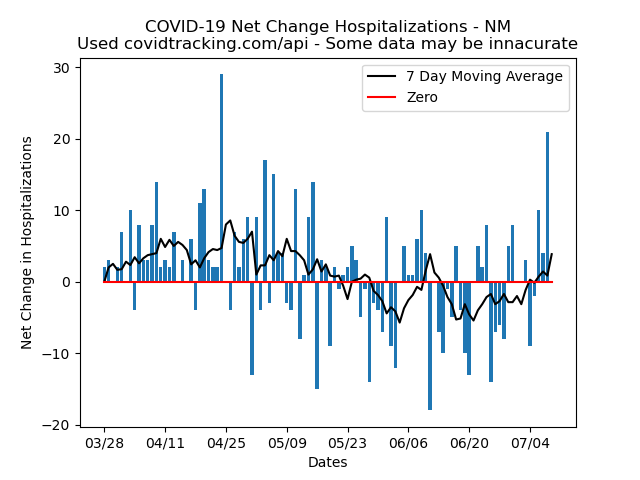 COVID-19 Net Change Hospitalizations - NM
Used covidtracking.com/api - Some data may be innacurate
7 Day Moving Average
Zero
Net Change in Hospitalizations
30
20
10
0
−10
−20
03/28 04/11 04/25 05/09 05/23 06/06 06/20 07/04
Dates